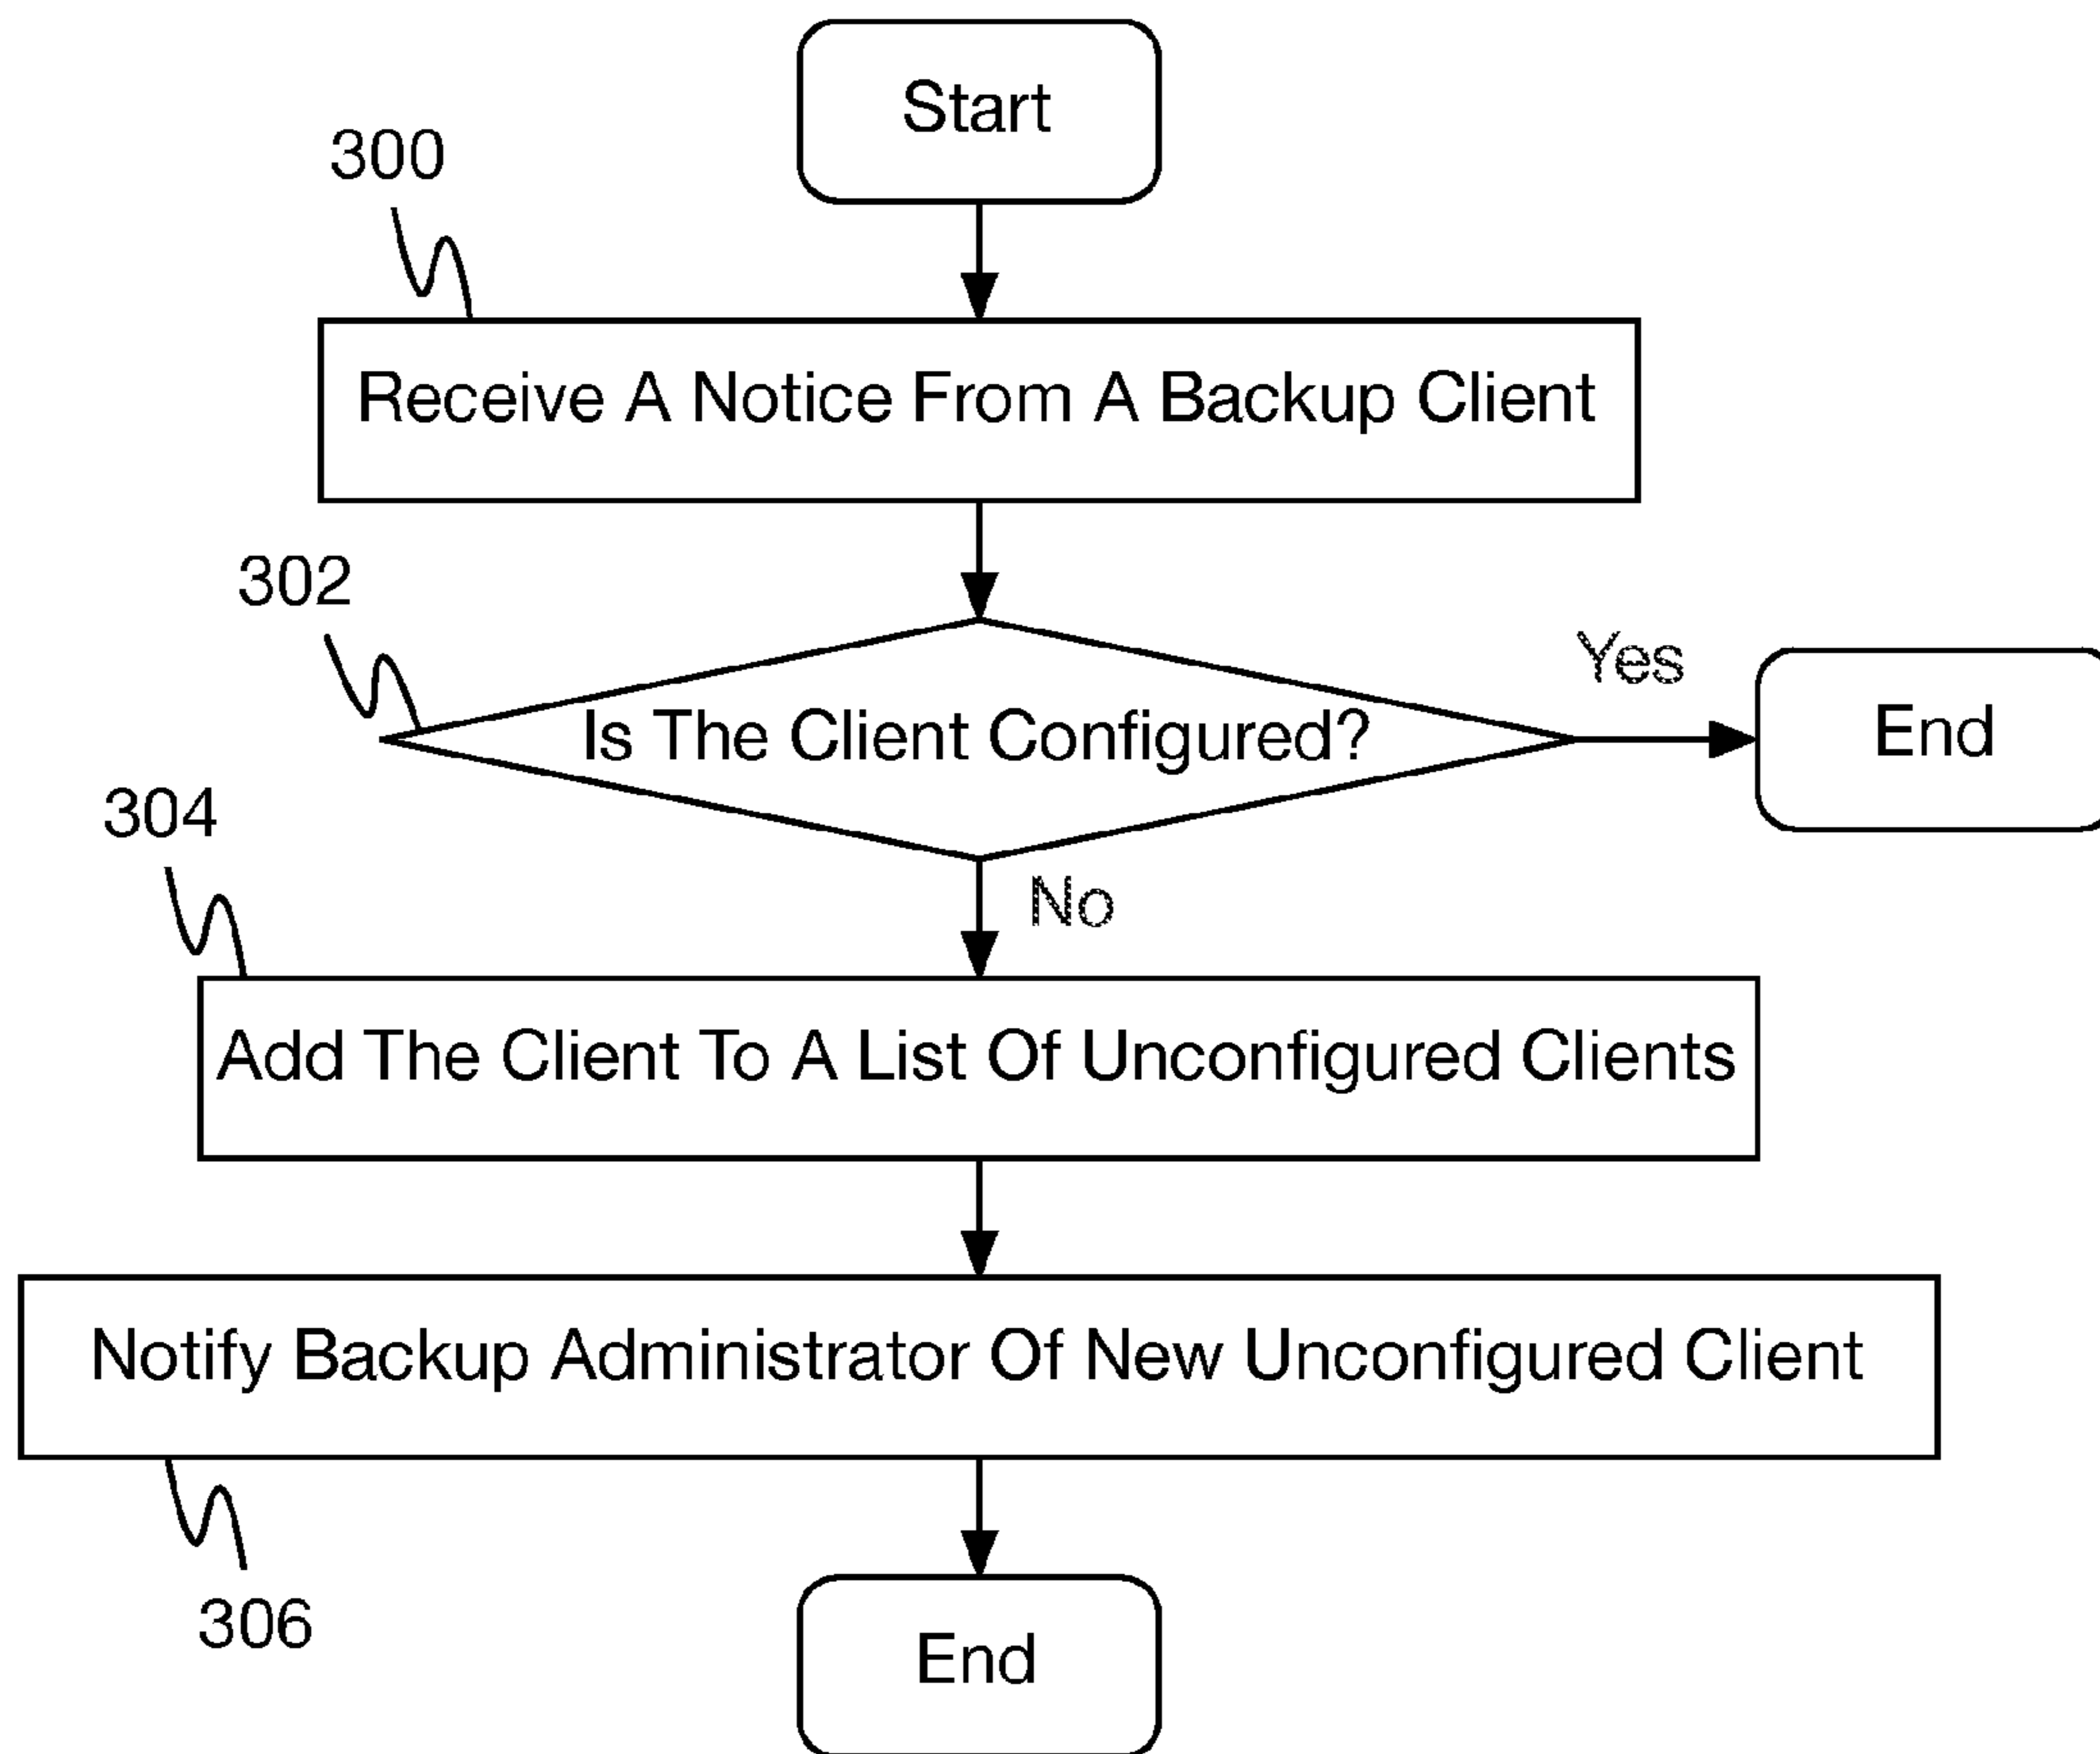 Start
300
Receive A Notice From A Backup Client
302
Is The Client Configured?
Yes
End
304
No
Add The Client To A List Of Unconfigured Clients
Notify Backup Administrator Of New Unconfigured Client
306
End